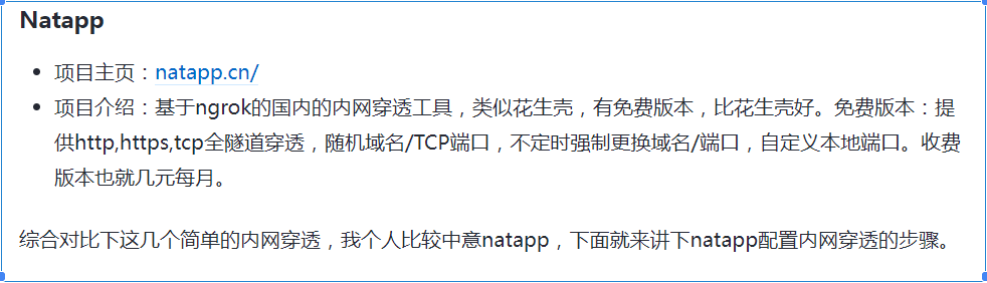 Natapp
• 项目主页：natapp.cn/
• 项目介绍：基于ngrok的国内的内网穿透工具，类似花生壳，有免费版本，比花生壳好。免费版本：提
供http,https,tcp全隧道穿透，随机域名/TCP端口，不定时强制更换域名/端口，自定义本地端口。收费
版本也就几元每月。
综合对比下这几个简单的内网穿透，我个人比较中意natapp，下面就来讲下natapp配置内网穿透的步骤。